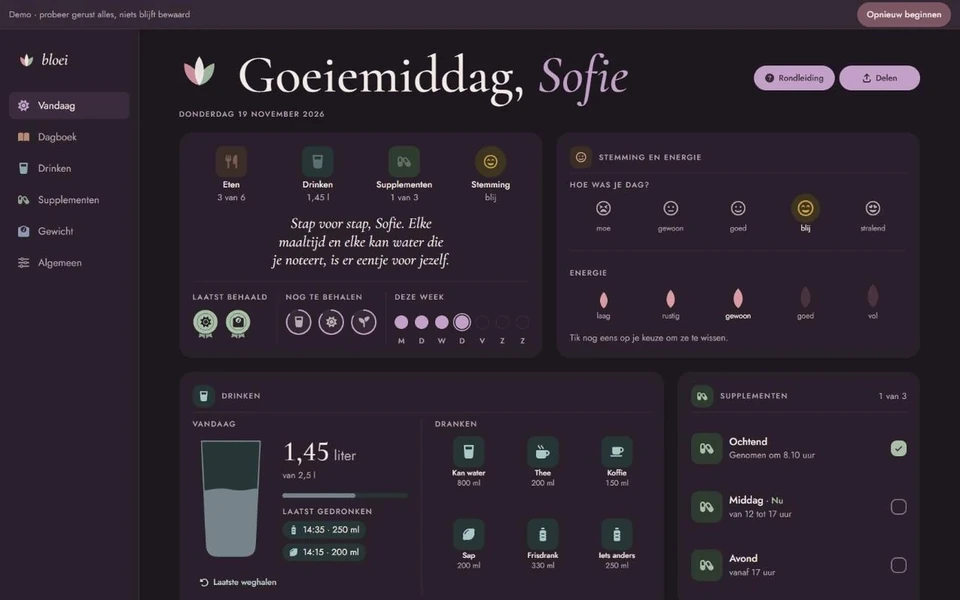 Demo · probeer gerust alles, niets blijft bewaard
Opnieuw beginnen
bloei
Vandaag
Dagboek
Drinken
Supplementen
Gewicht
Algemeen
Goeiemiddag, Sofie
Rondleiding
Delen
DONDERDAG 19 NOVEMBER 2026
Eten
3 van 6
Drinken
1,45 l
Supplementen
1 van 3
Stemming
blij
Stap voor stap, Sofie. Elke
maaltijd en elke kan water die
je noteert, is er eentje voor jezelf.
LAATST BEHAALD
NOG TE BEHALEN
DEZE WEEK
M D W D V Z Z
STEMMING EN ENERGIE
HOE WAS JE DAG?
moe
gewoon
goed
blij
stralend
ENERGIE
laag
rustig
gewoon
goed
vol
Tik nog eens op je keuze om ze te wissen.
DRINKEN
VANDAAG
1,45 liter
van 2,5 l
LAATST GEDRONKEN
14:35 · 250 ml
14:15 · 200 ml
Laatste weghalen
DRANKEN
Kan water
800 ml
Thee
200 ml
Koffie
150 ml
Sap
200 ml
Frisdrank
330 ml
Iets anders
250 ml
SUPPLEMENTEN
1 van 3
Ochtend
Genomen om 8.10 uur
Middag · Nu
van 12 tot 17 uur
Avond
vanaf 17 uur